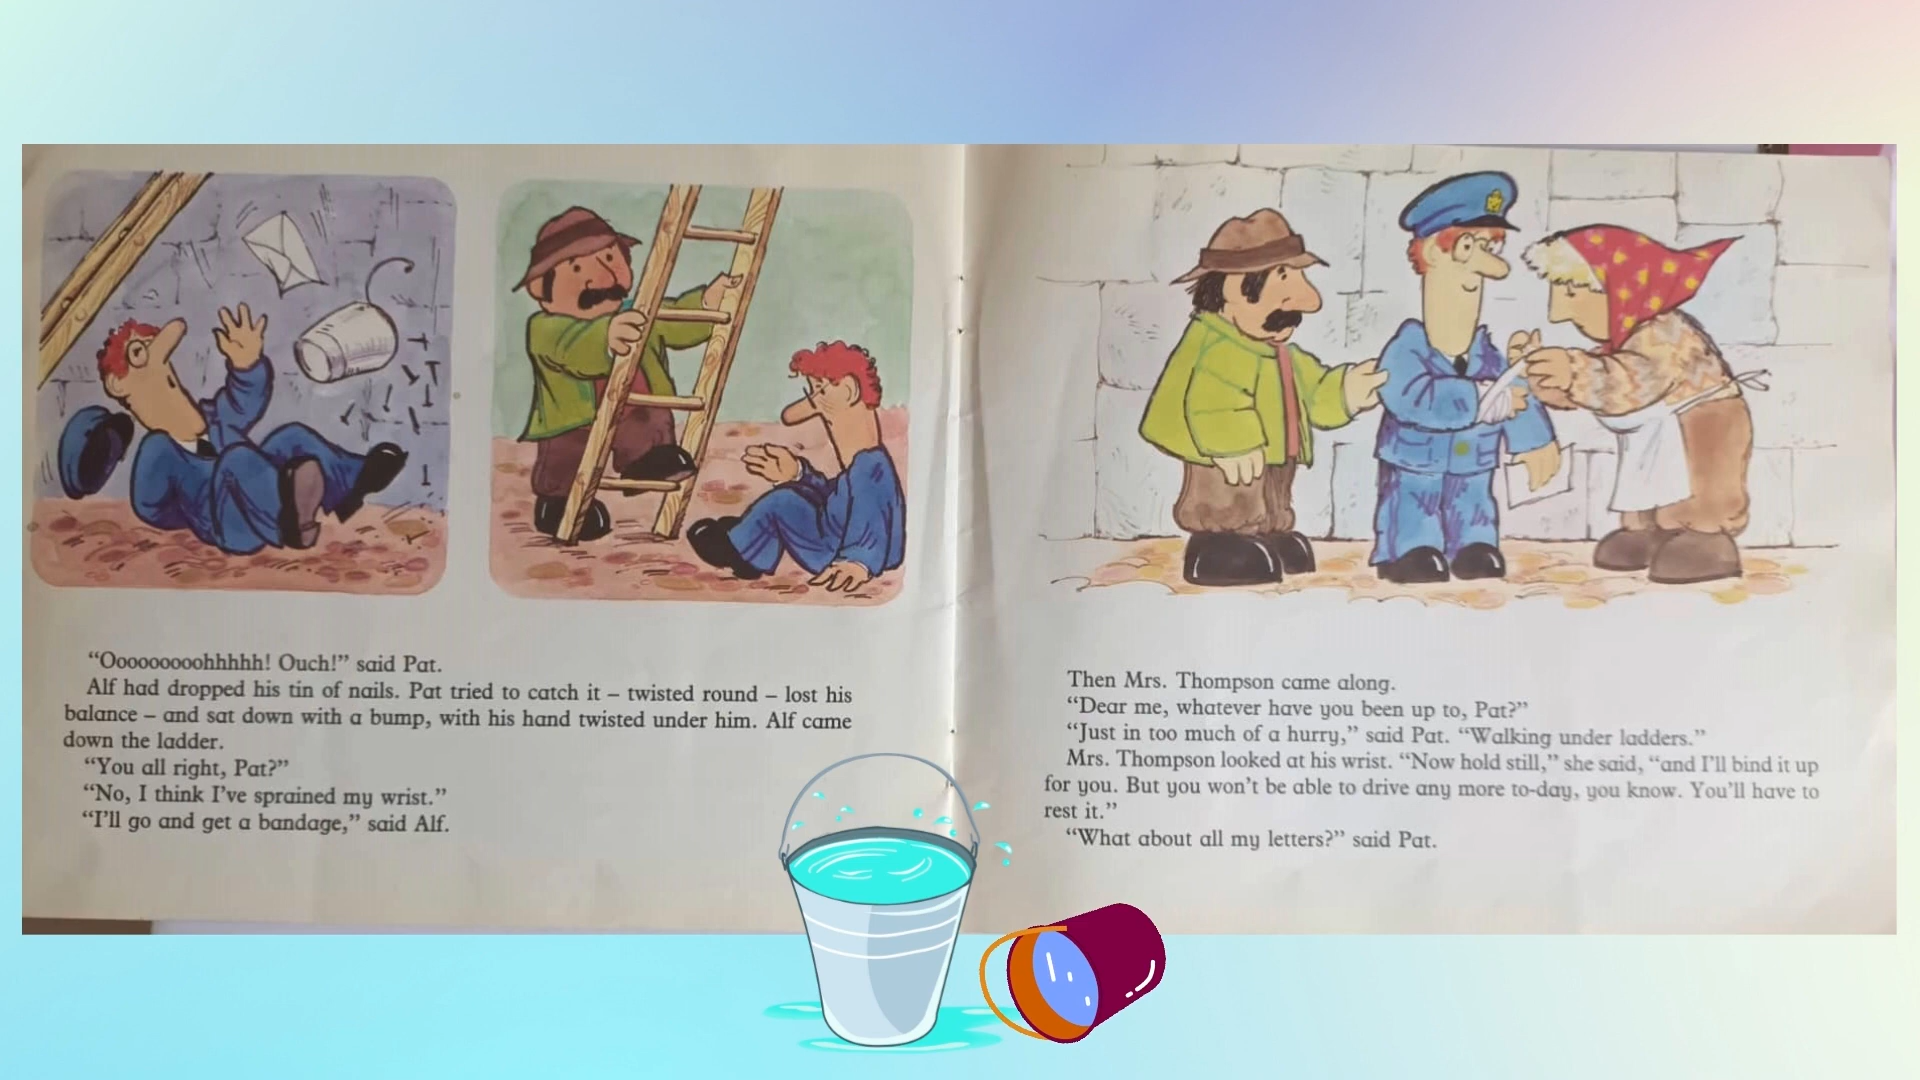 “Oooooooohhhhh! Ouch!” said Pat.
Alf had dropped his tin of nails. Pat tried to catch it – twisted round – lost his
balance – and sat down with a bump, with his hand twisted under him. Alf came
down the ladder.
“You all right, Pat?”
“No, I think I’ve sprained my wrist.”
“I’ll go and get a bandage,” said Alf.
Then Mrs. Thompson came along.
“Dear me, whatever have you been up to, Pat?”
“Just in too much of a hurry,” said Pat. “Walking under ladders.”
Mrs. Thompson looked at his wrist. “Now hold still,” she said, “and I’ll bind it up
for you. But you won’t be able to drive any more to-day, you know. You’ll have to
rest it.”
“What about all my letters?” said Pat.